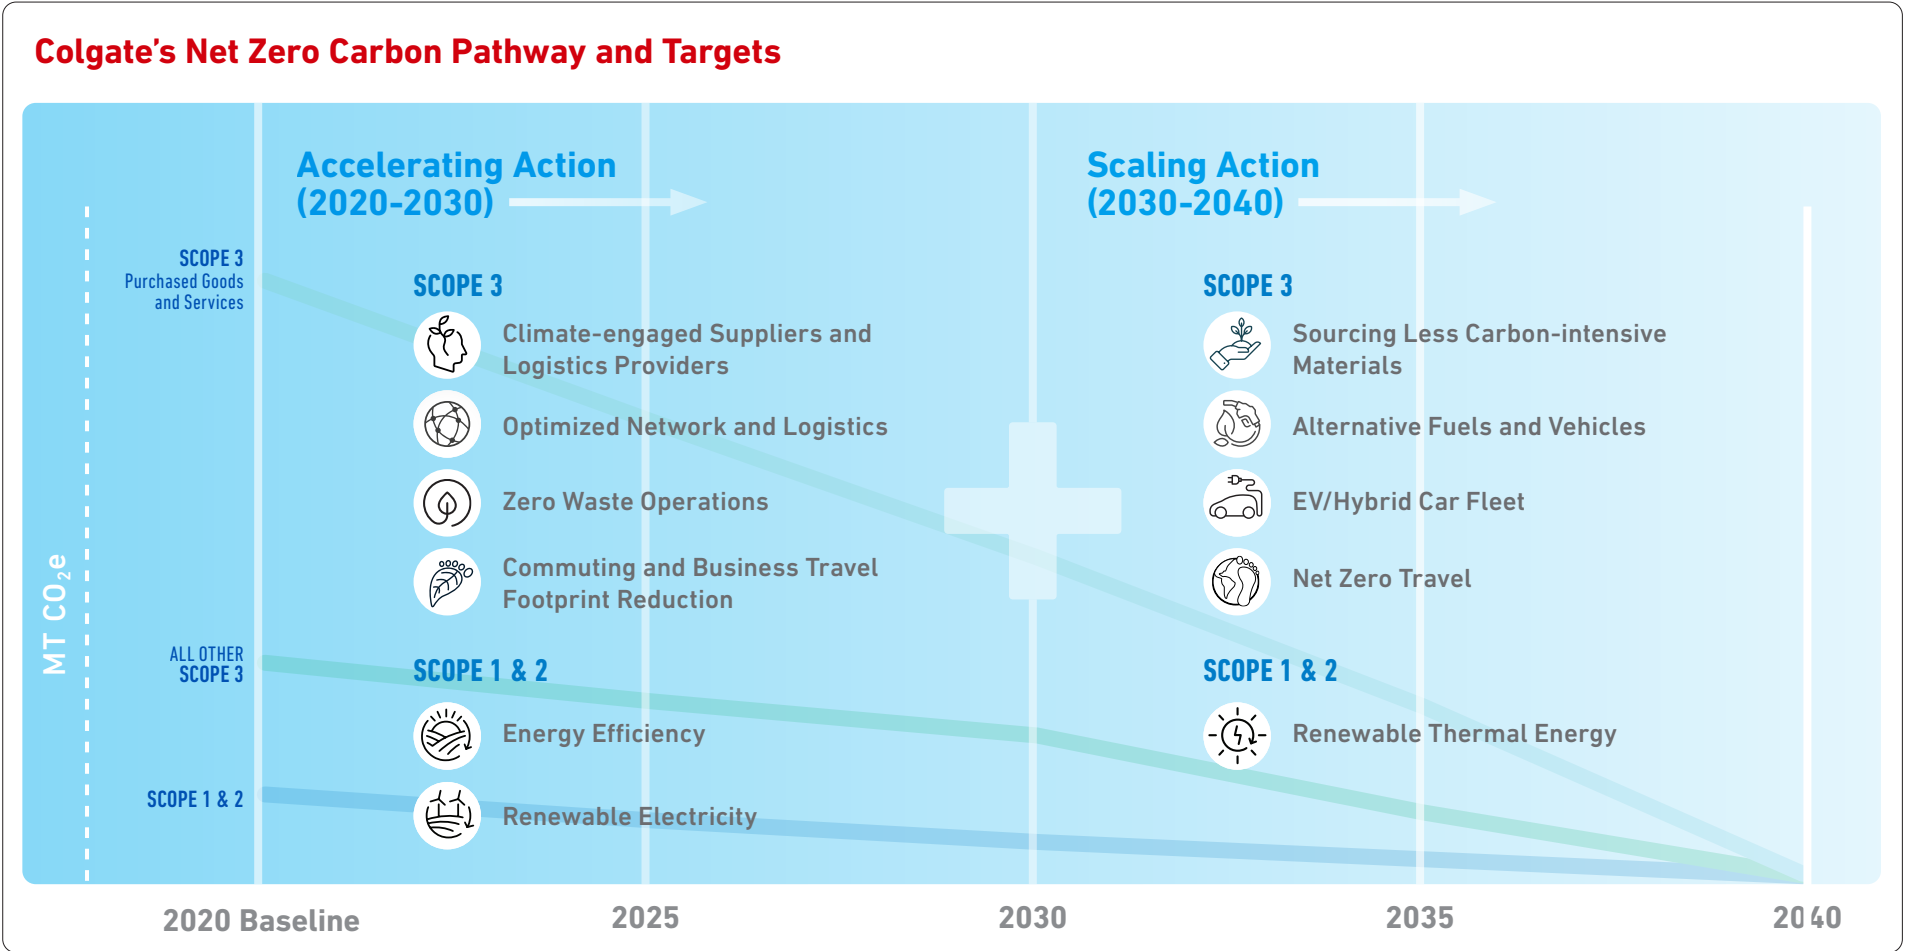 Colgate’s Net Zero Carbon Pathway and Targets
Accelerating Action
(2020-2030)
Scaling Action
(2030-2040)
MT CO₂e
SCOPE 3
Purchased Goods
and Services
ALL OTHER
SCOPE 3
SCOPE 1 & 2
SCOPE 3
Climate-engaged Suppliers and
Logistics Providers
Optimized Network and Logistics
Zero Waste Operations
Commuting and Business Travel
Footprint Reduction
SCOPE 1 & 2
Energy Efficiency
Renewable Electricity
SCOPE 3
Sourcing Less Carbon-intensive
Materials
Alternative Fuels and Vehicles
EV/Hybrid Car Fleet
Net Zero Travel
SCOPE 1 & 2
Renewable Thermal Energy
2020 Baseline
2025
2030
2035
2040